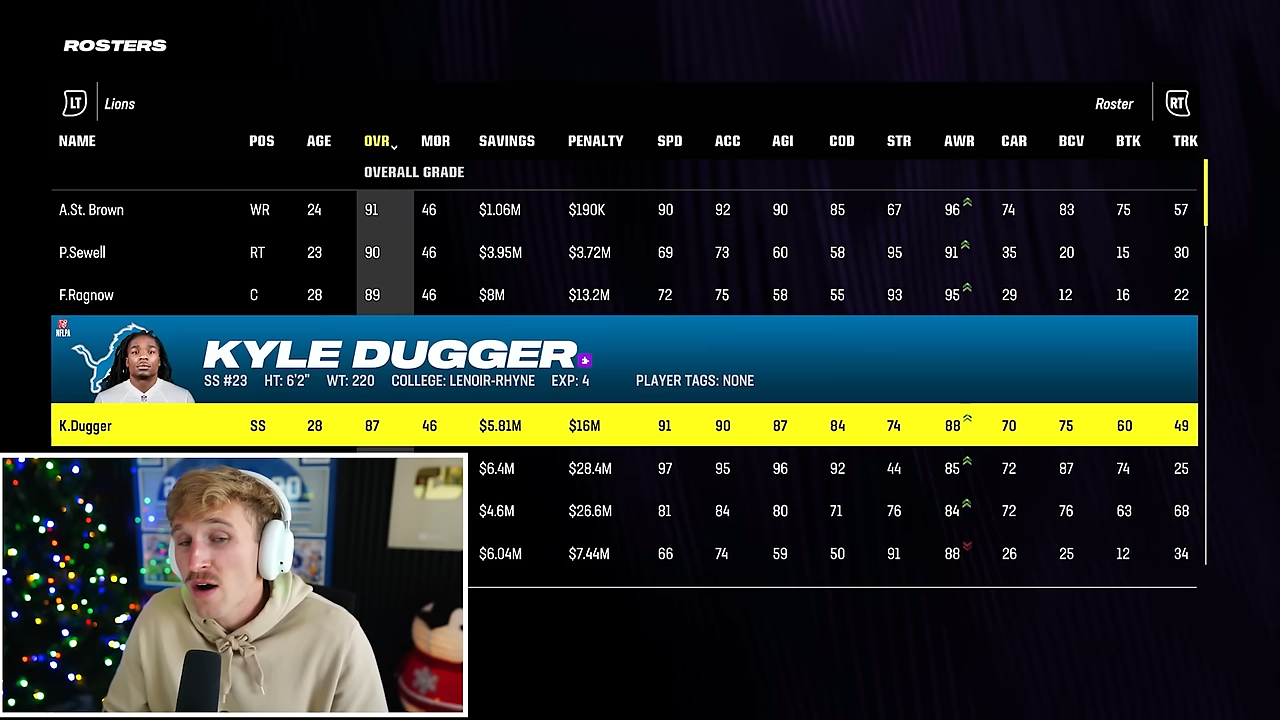 ROSTERS
LT Lions Roster RT
NAME POS AGE OVR MOR SAVINGS PENALTY SPD ACC AGI COD STR AWR CAR BCV BTK TRK
OVERALL GRADE
A.St. Brown WR 24 91 46 $1.06M $190K 90 92 90 85 67 96 74 83 75 57
P.Sewell RT 23 90 46 $3.95M $3.72M 69 73 60 58 95 91 35 20 15 30
F.Ragnow C 28 89 46 $8M $13.2M 72 75 58 55 93 95 29 12 16 22
NFLPA
KYLE DUGGER
SS #23 HT: 6'2" WT: 220 COLLEGE: LENOIR-RHYNE EXP: 4 PLAYER TAGS: NONE
K.Dugger SS 28 87 46 $5.81M $16M 91 90 87 84 74 88 70 75 60 49
$6.4M $28.4M 97 95 96 92 44 85 72 87 74 25
$4.6M $26.6M 81 84 80 71 76 84 72 76 63 68
$6.04M $7.44M 66 74 59 50 91 88 26 25 12 34